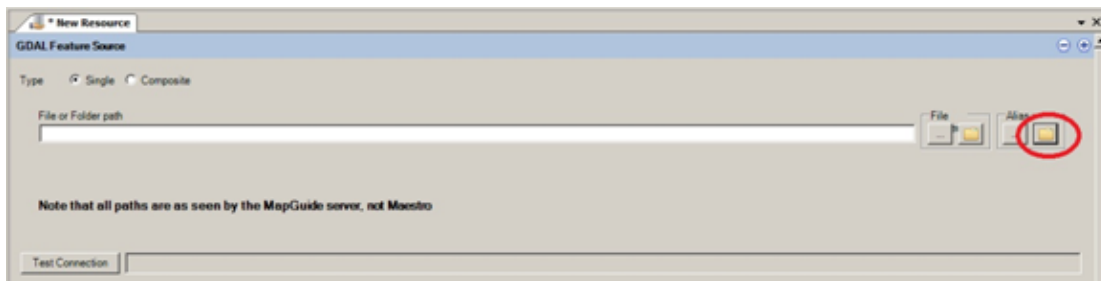 * New Resource
GDAL Feature Source
Type Single Composite
File or Folder path
File Alias
... ...
Note that all paths are as seen by the MapGuide server, not Maestro
Test Connection